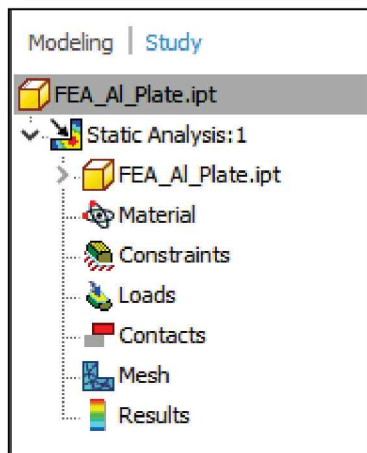 Modeling | Study
FEA_Al_Plate.ipt
Static Analysis:1
FEA_Al_Plate.ipt
Material
Constraints
Loads
Contacts
Mesh
Results